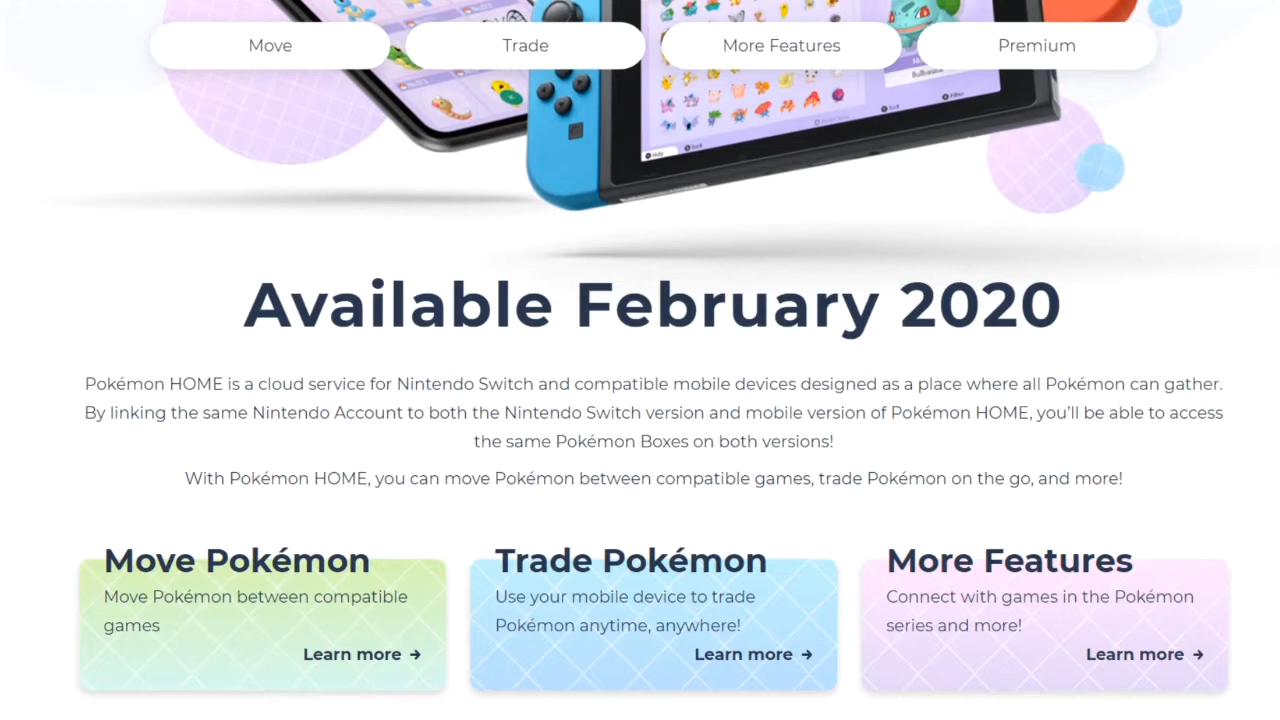 Move
Trade
More Features
Premium
Available February 2020
Pokémon HOME is a cloud service for Nintendo Switch and compatible mobile devices designed as a place where all Pokémon can gather.
By linking the same Nintendo Account to both the Nintendo Switch version and mobile version of Pokémon HOME, you’ll be able to access
the same Pokémon Boxes on both versions!
With Pokémon HOME, you can move Pokémon between compatible games, trade Pokémon on the go, and more!
Move Pokémon
Move Pokémon between compatible
games
Learn more →
Trade Pokémon
Use your mobile device to trade
Pokémon anytime, anywhere!
Learn more →
More Features
Connect with games in the Pokémon
series and more!
Learn more →